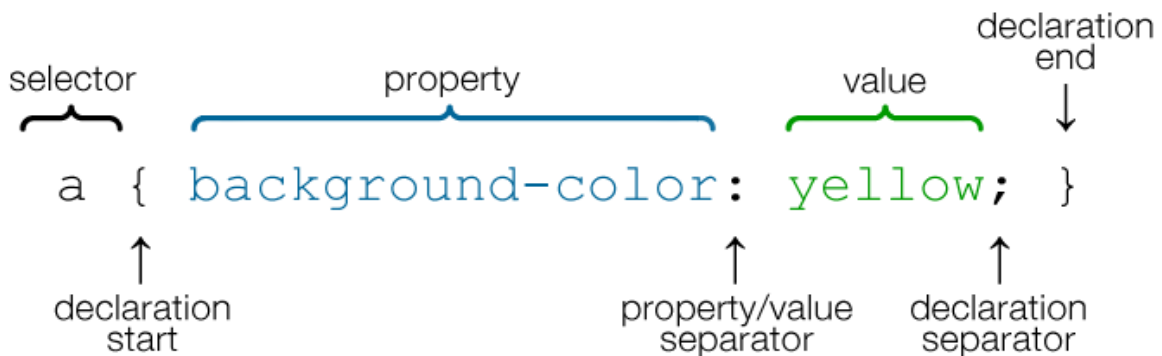 declaration
end
selector
property
value
a { background-color: yellow; }
declaration
start
property/value
separator
declaration
separator